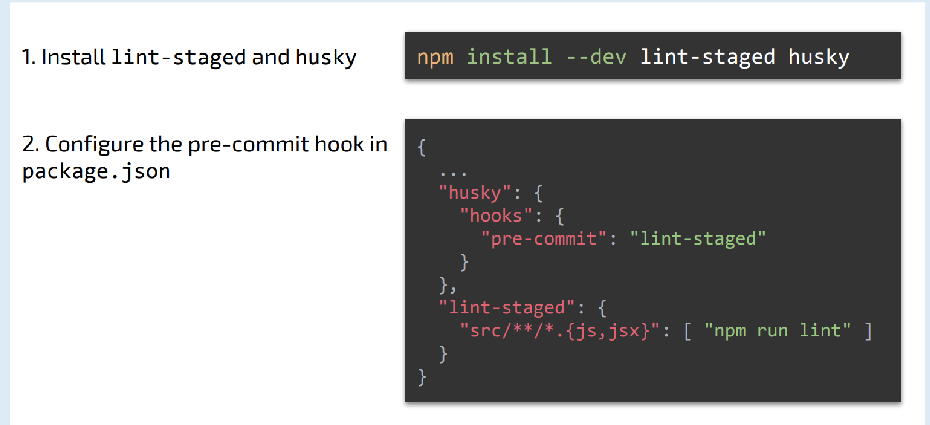 1. Install lint-staged and husky
npm install --dev lint-staged husky
2. Configure the pre-commit hook in
package.json
{
  ...
  "husky": {
    "hooks": {
      "pre-commit": "lint-staged"
    }
  },
  "lint-staged": {
    "src/**/*.{js,jsx}": [ "npm run lint" ]
  }
}